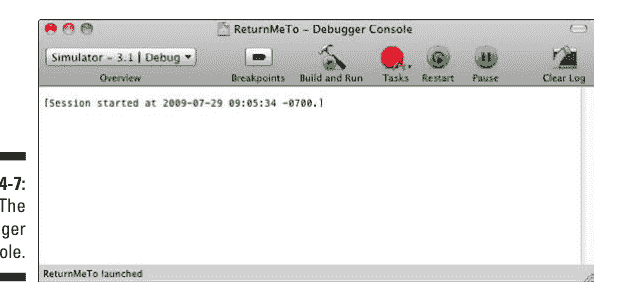 ReturnMeTo – Debugger Console
Simulator – 3.1 | Debug
Overview
Breakpoints
Build and Run
Tasks
Restart
Pause
Clear Log
[Session started at 2009-07-29 09:05:34 -0700.]
4-7:
The
ger
ole.
ReturnMeTo launched